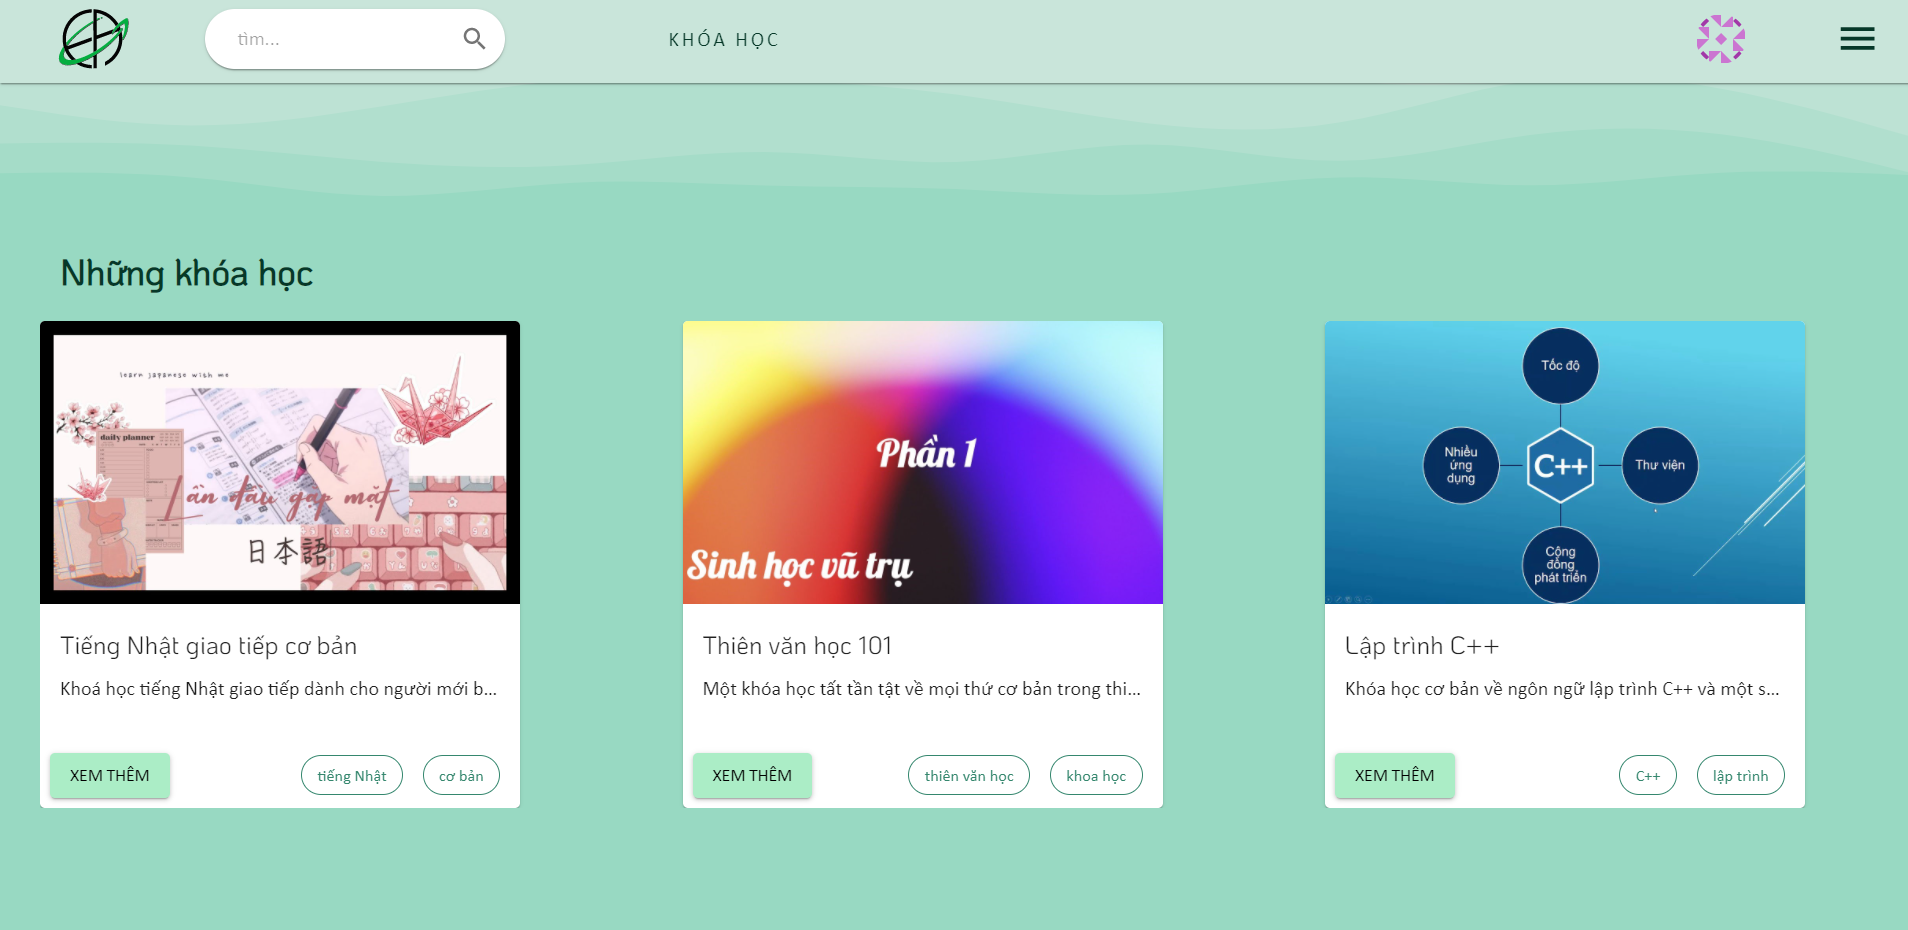 tìm...
KHÓA HỌC
Những khóa học
learn japanese with me
daily planner
Lần đầu gặp mặt
日本語
Tiếng Nhật giao tiếp cơ bản
Khoá học tiếng Nhật giao tiếp dành cho người mới b...
XEM THÊM
tiếng Nhật
cơ bản
Phần 1
Sinh học vũ trụ
Thiên văn học 101
Một khóa học tất tần tật về mọi thứ cơ bản trong thi...
XEM THÊM
thiên văn học
khoa học
Tốc độ
Nhiều
ứng
dụng
C++
Thư viện
Cộng
đồng
phát triển
Lập trình C++
Khóa học cơ bản về ngôn ngữ lập trình C++ và một s...
XEM THÊM
C++
lập trình